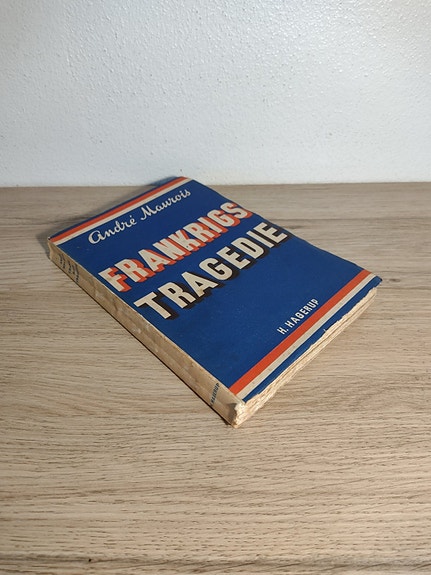 André Maurois
FRANKRIGS
TRAGEDIE
H. HAGERUP